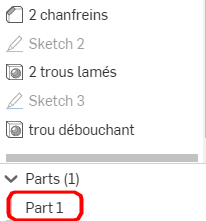 2 chanfreins
Sketch 2
2 trous lamés
Sketch 3
trou débouchant
Parts (1)
Part 1